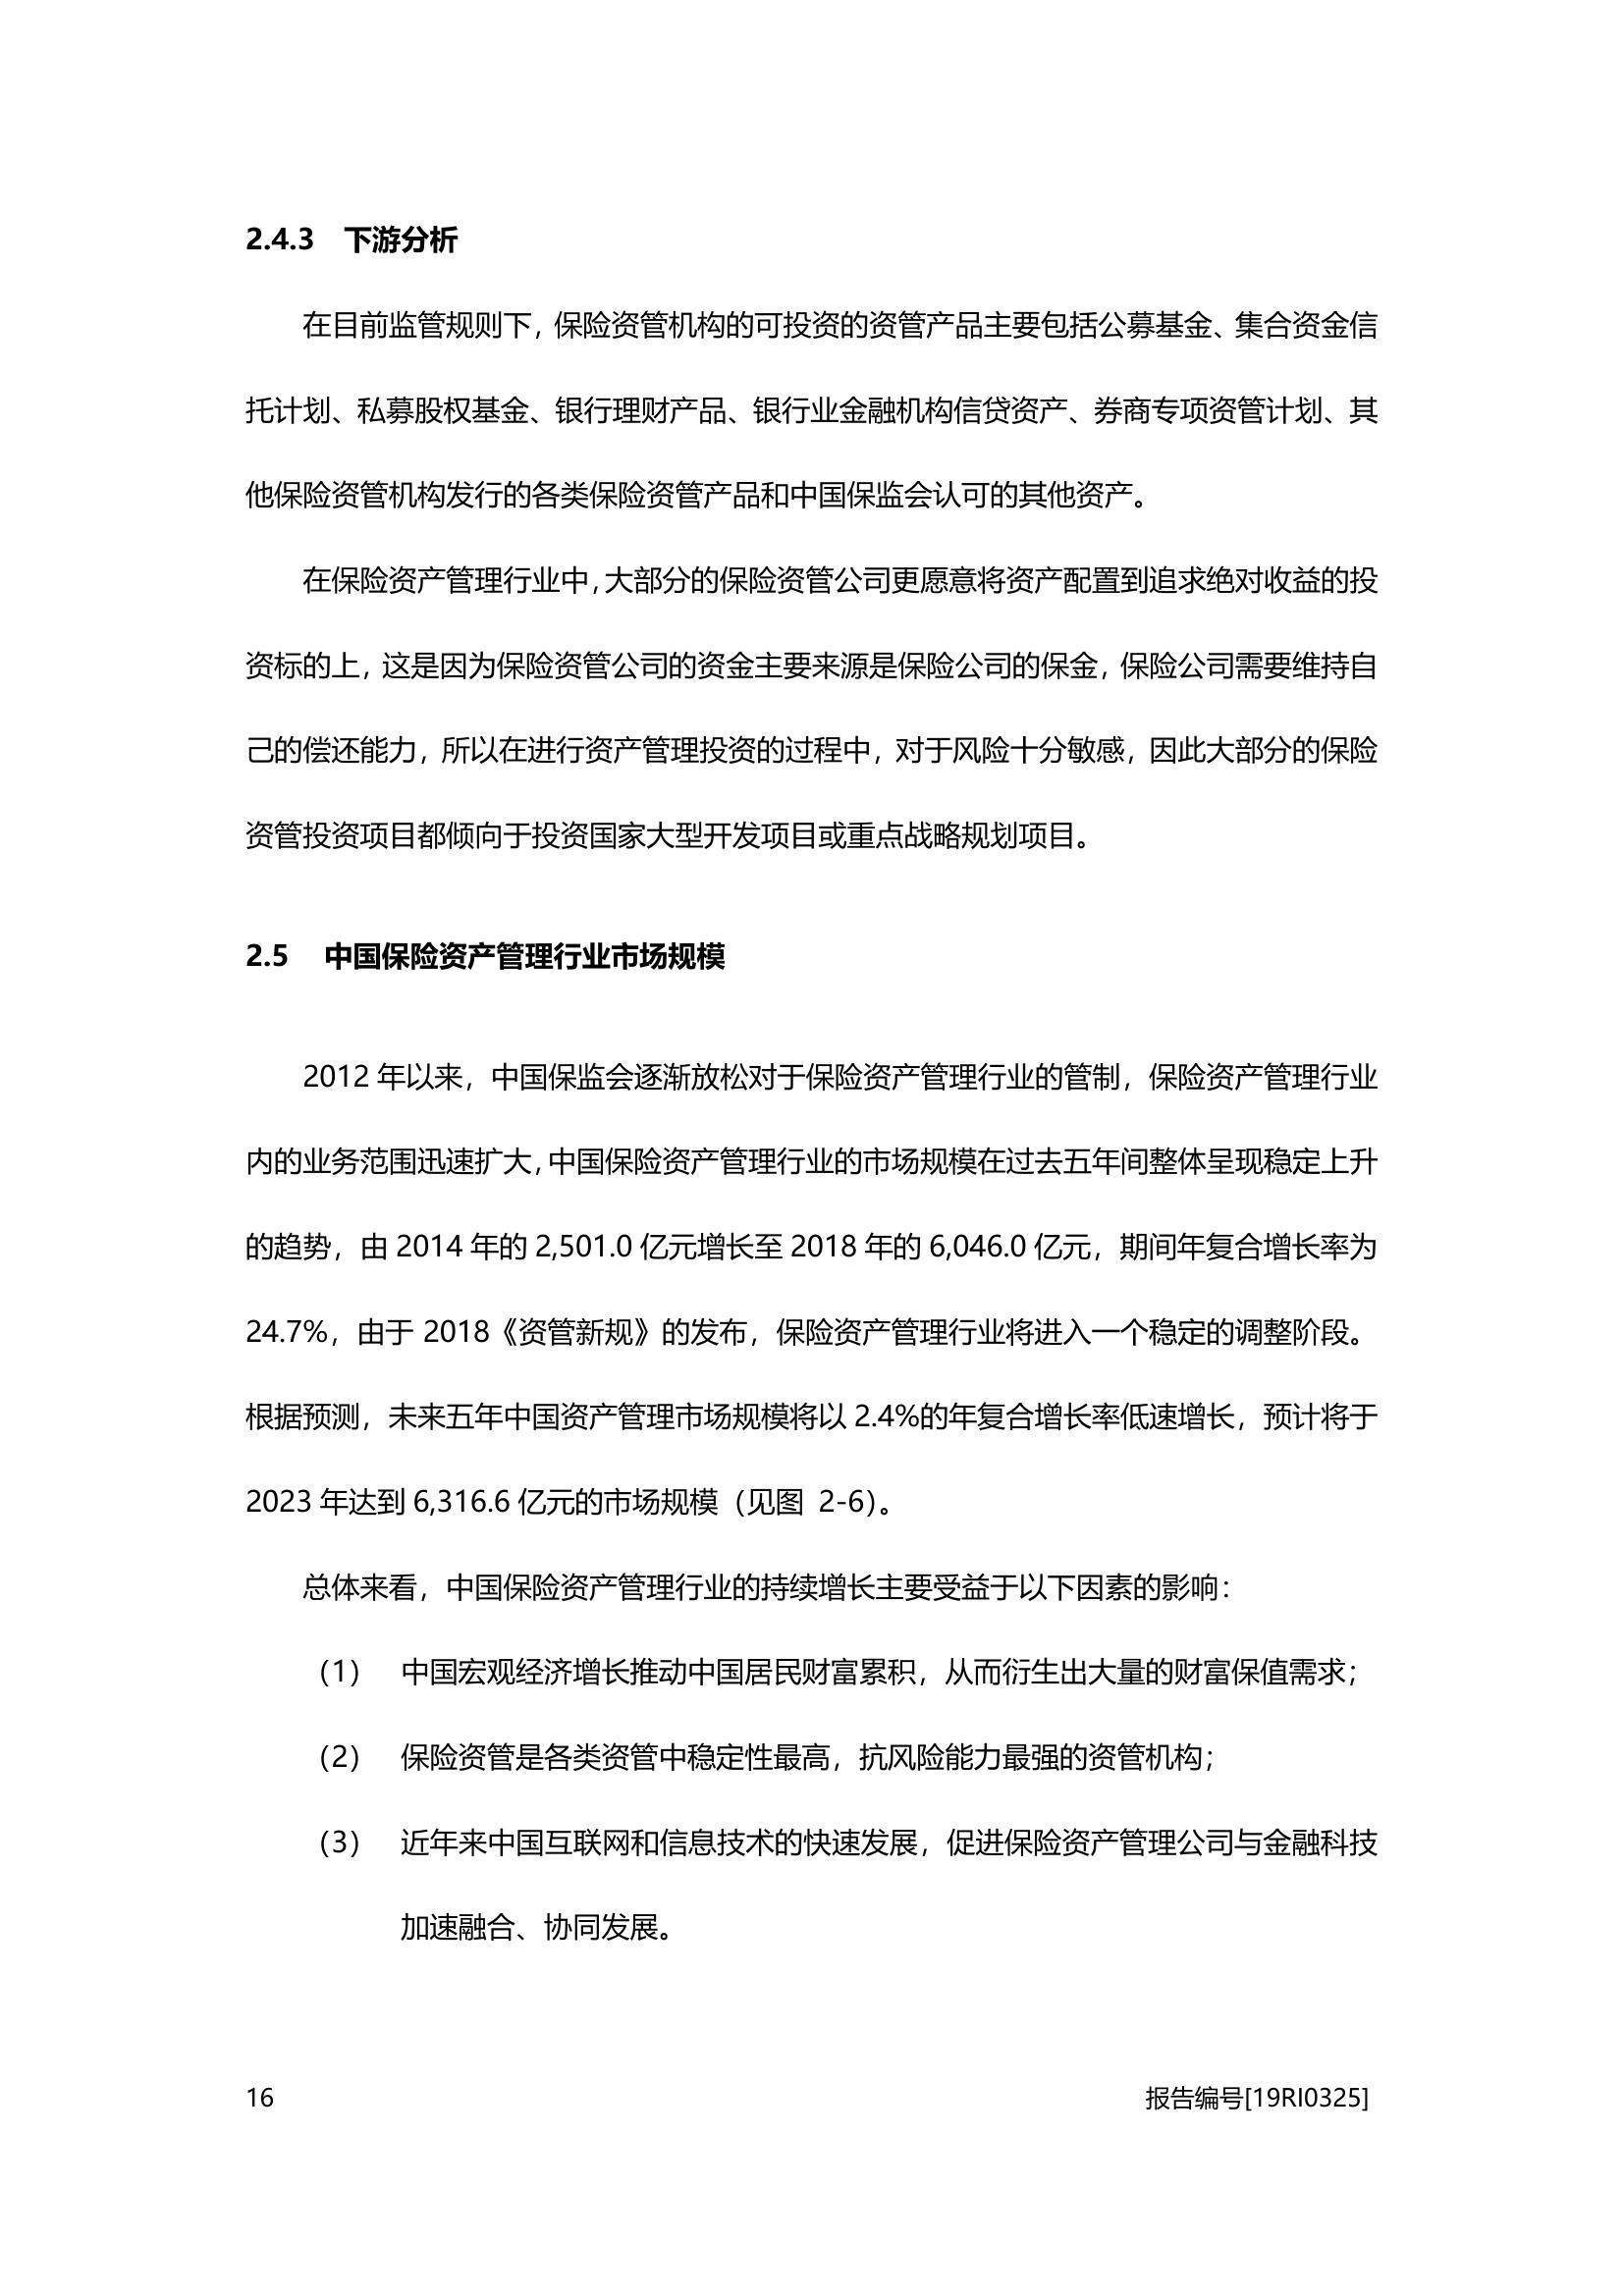 2.4.3 下游分析
在目前监管规则下，保险资管机构的可投资的资管产品主要包括公募基金、集合资金信
托计划、私募股权基金、银行理财产品、银行业金融机构信贷资产、券商专项资管计划、其
他保险资管机构发行的各类保险资管产品和中国保监会认可的其他资产。
在保险资产管理行业中，大部分的保险资管公司更愿意将资产配置到追求绝对收益的投
资标的上，这是因为保险资管公司的资金主要来源是保险公司的保金，保险公司需要维持自
己的偿还能力，所以在进行资产管理投资的过程中，对于风险十分敏感，因此大部分的保险
资管投资项目都倾向于投资国家大型开发项目或重点战略规划项目。
2.5 中国保险资产管理行业市场规模
2012 年以来，中国保监会逐渐放松对于保险资产管理行业的管制，保险资产管理行业
内的业务范围迅速扩大，中国保险资产管理行业的市场规模在过去五年间整体呈现稳定上升
的趋势，由 2014 年的 2,501.0 亿元增长至 2018 年的 6,046.0 亿元，期间年复合增长率为
24.7%，由于 2018《资管新规》的发布，保险资产管理行业将进入一个稳定的调整阶段。
根据预测，未来五年中国资产管理市场规模将以 2.4%的年复合增长率低速增长，预计将于
2023 年达到 6,316.6 亿元的市场规模（见图 2-6）。
总体来看，中国保险资产管理行业的持续增长主要受益于以下因素的影响：
（1） 中国宏观经济增长推动中国居民财富累积，从而衍生出大量的财富保值需求；
（2） 保险资管是各类资管中稳定性最高，抗风险能力最强的资管机构；
（3） 近年来中国互联网和信息技术的快速发展，促进保险资产管理公司与金融科技
加速融合、协同发展。
16 报告编号[19RI0325]